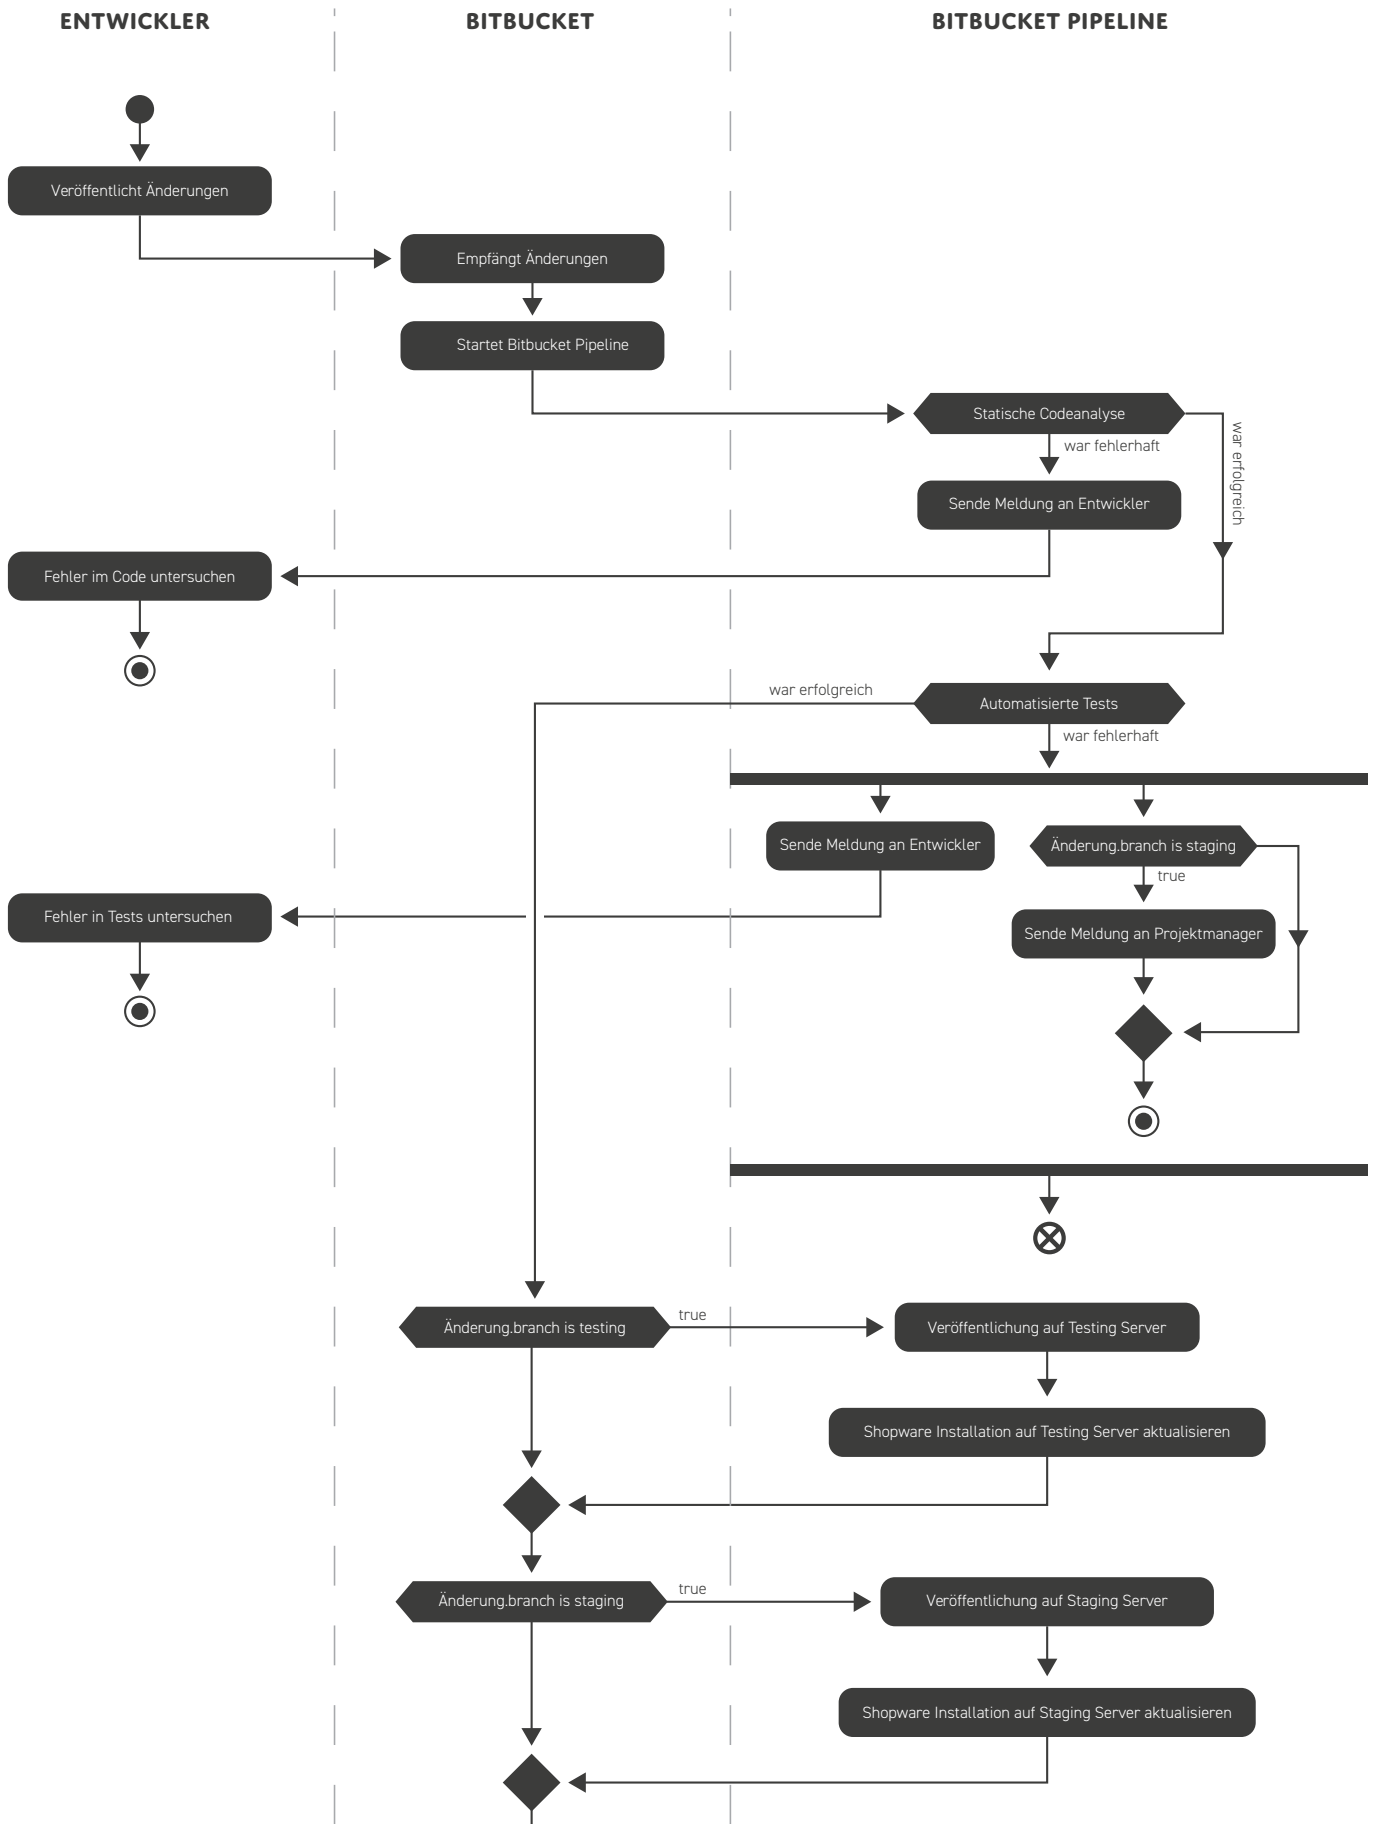 ENTWICKLER
BITBUCKET
BITBUCKET PIPELINE
Veröffentlicht Änderungen
Empfängt Änderungen
Startet Bitbucket Pipeline
Statische Codeanalyse
war fehlerhaft
war erfolgreich
Sende Meldung an Entwickler
Fehler im Code untersuchen
war erfolgreich
Automatisierte Tests
war fehlerhaft
Sende Meldung an Entwickler
Änderung.branch is staging
true
Fehler in Tests untersuchen
Sende Meldung an Projektmanager
Änderung.branch is testing
true
Veröffentlichung auf Testing Server
Shopware Installation auf Testing Server aktualisieren
Änderung.branch is staging
true
Veröffentlichung auf Staging Server
Shopware Installation auf Staging Server aktualisieren